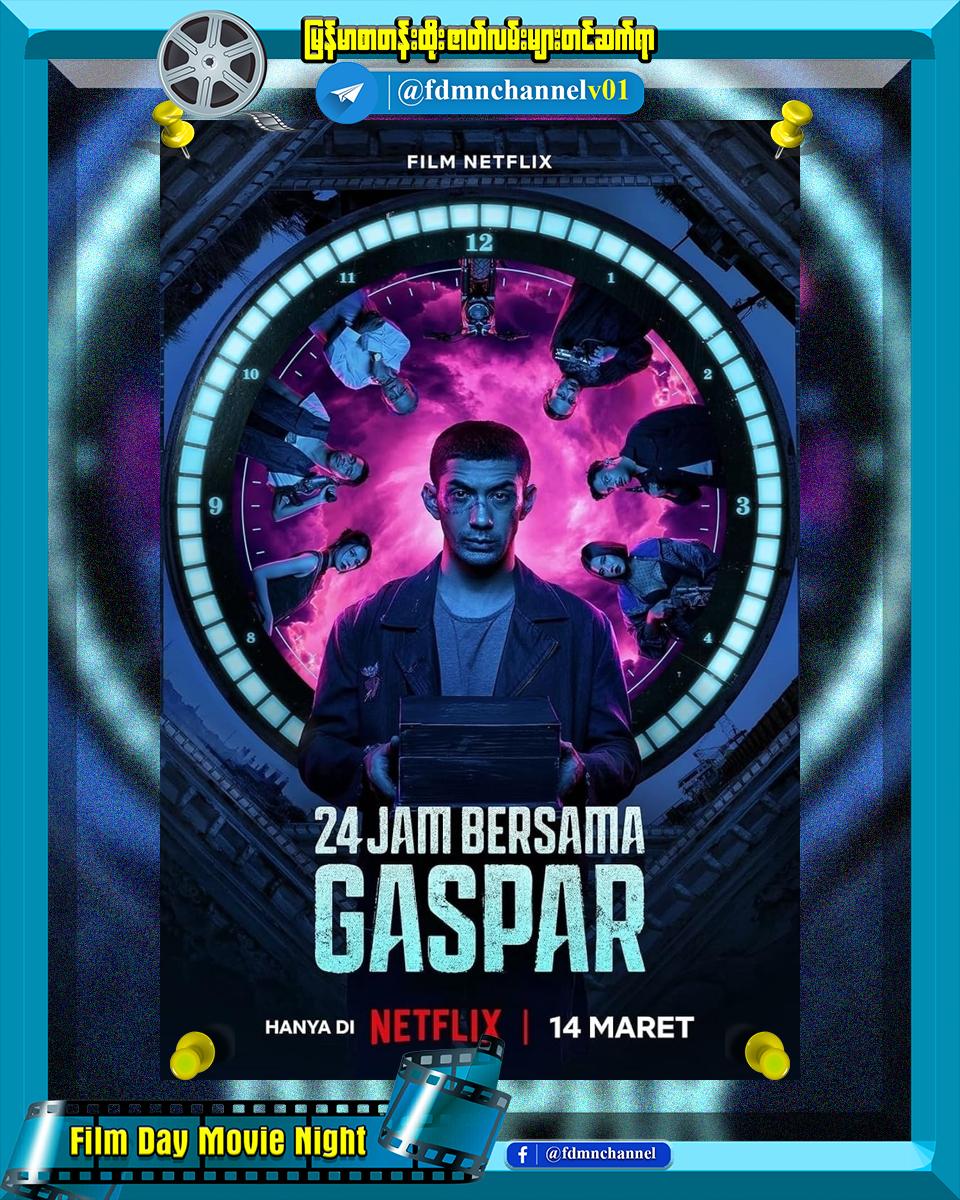 မြန်မာစာတန်းထိုးဇာတ်လမ်းများတင်ဆက်ရာ
@fdmnchannelv01
FILM NETFLIX
12
11
1
10
2
9
3
8
4
24 JAM BERSAMA
GASPAR
HANYA DI NETFLIX | 14 MARET
Film Day Movie Night
@fdmnchannel